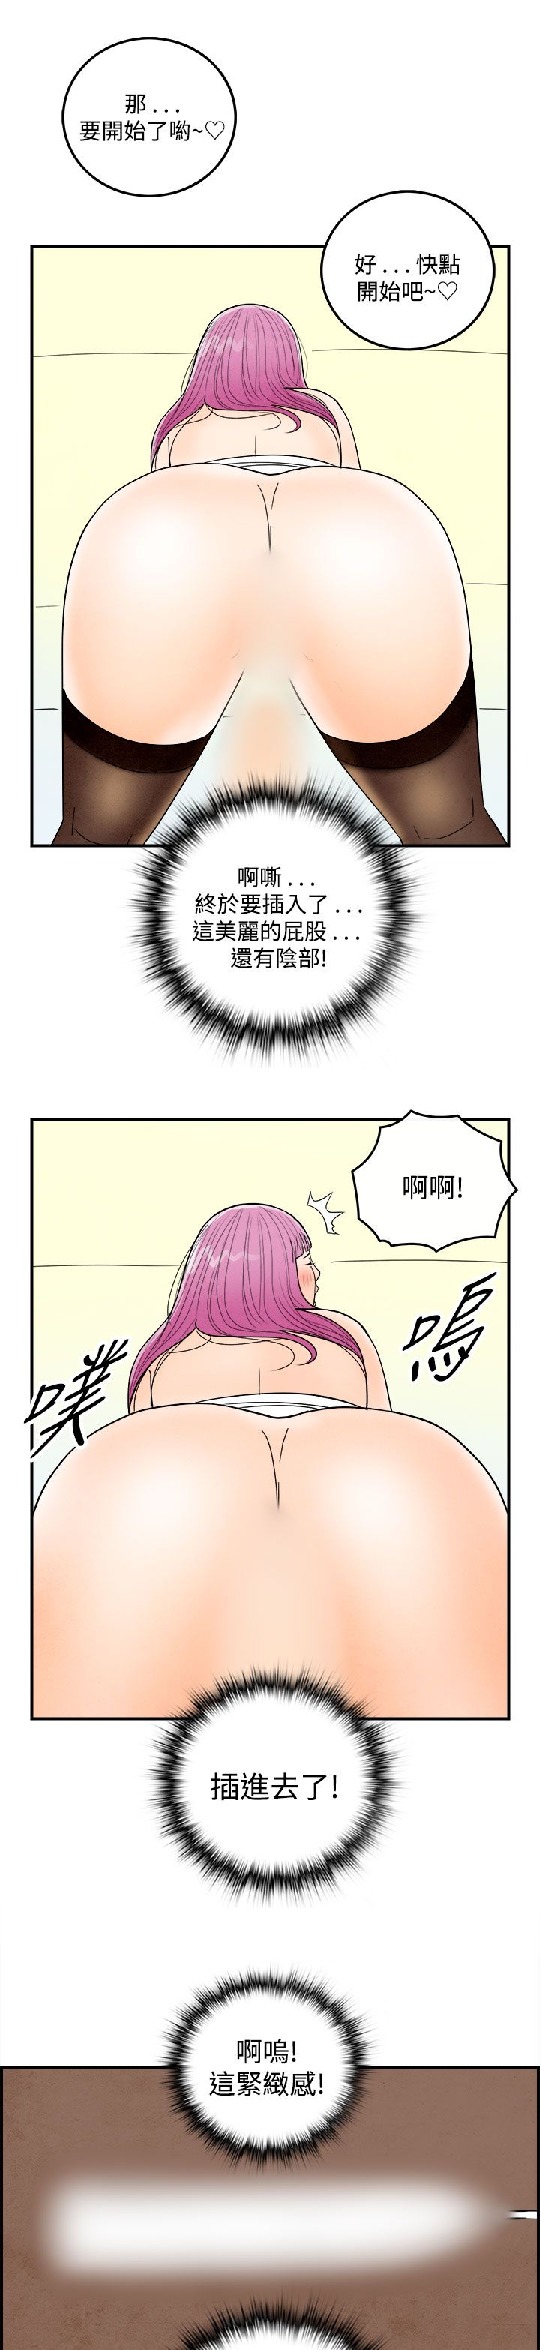 那...
要開始了喲~♡
好...快點
開始吧~♡
啊嘶...
終於要插入了...
這美麗的屁股...
還有陰部!
啊啊!
嗚
噗
插進去了!
啊嗚!
這緊緻感!